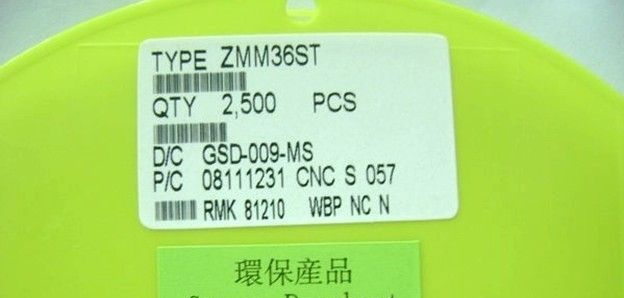 TYPE ZMM36ST
QTY 2,500 PCS
D/C GSD-009-MS
P/C 08111231 CNC S 057
RMK 81210 WBP NC N
環保産品